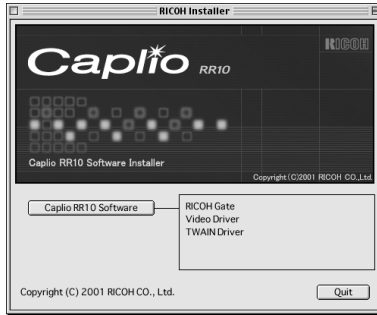 RICOH Installer
RICOH
Caplio RR10
Caplio RR10 Software Installer
Copyright (C)2001 RICOH CO.,Ltd.
Caplio RR10 Software
RICOH Gate
Video Driver
TWAIN Driver
Copyright (C) 2001 RICOH CO., Ltd.
Quit